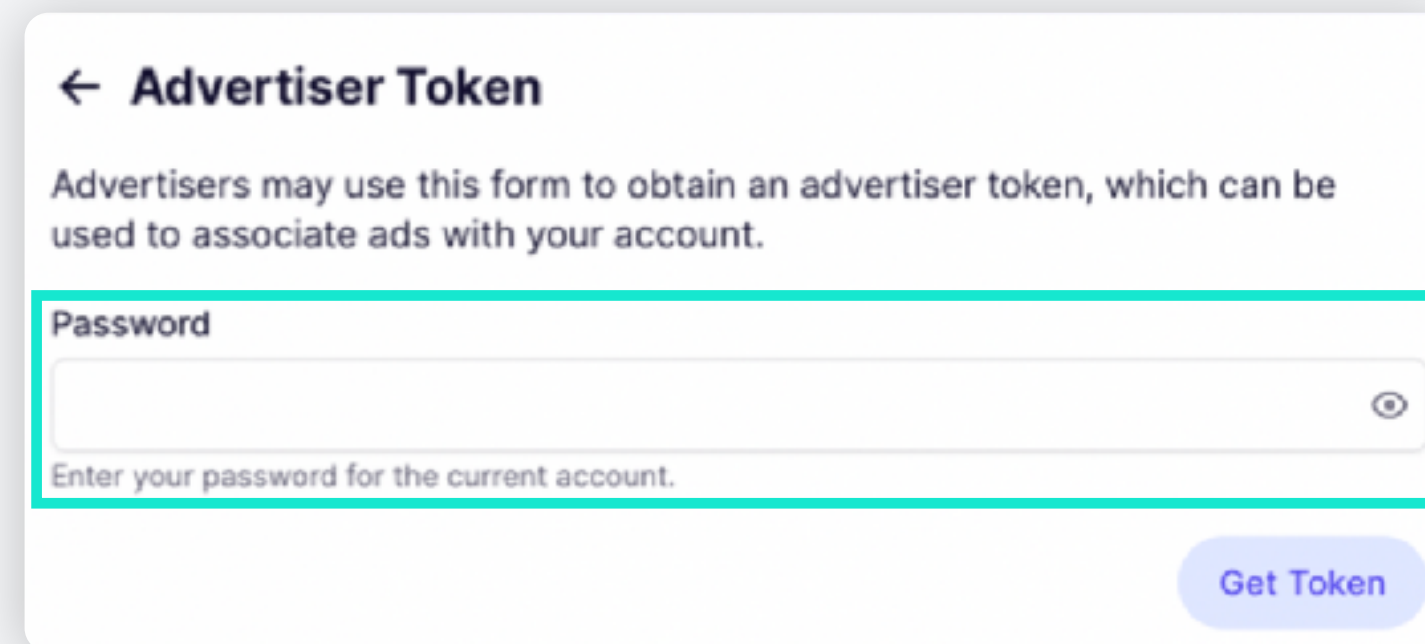 ← Advertiser Token
Advertisers may use this form to obtain an advertiser token, which can be
used to associate ads with your account.
Password
Enter your password for the current account.
Get Token